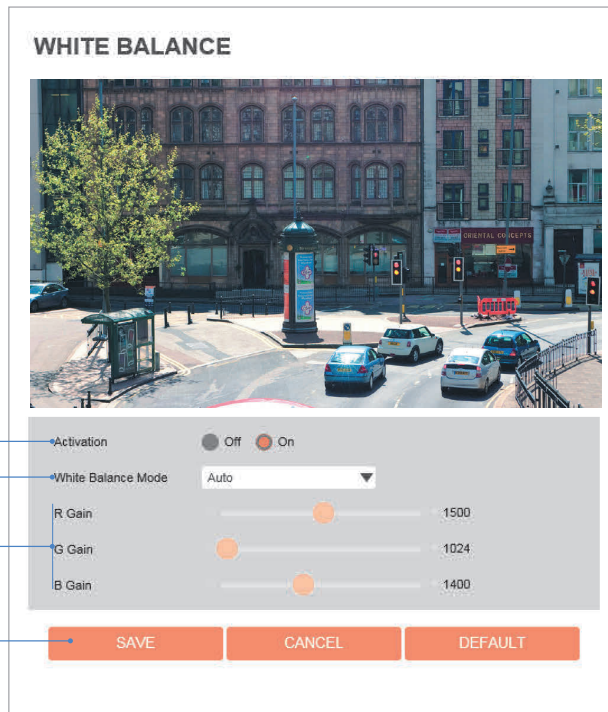 WHITE BALANCE
ORIENTAL CONCEPTS
Activation Off On
White Balance Mode Auto
R Gain 1500
G Gain 1024
B Gain 1400
SAVE CANCEL DEFAULT